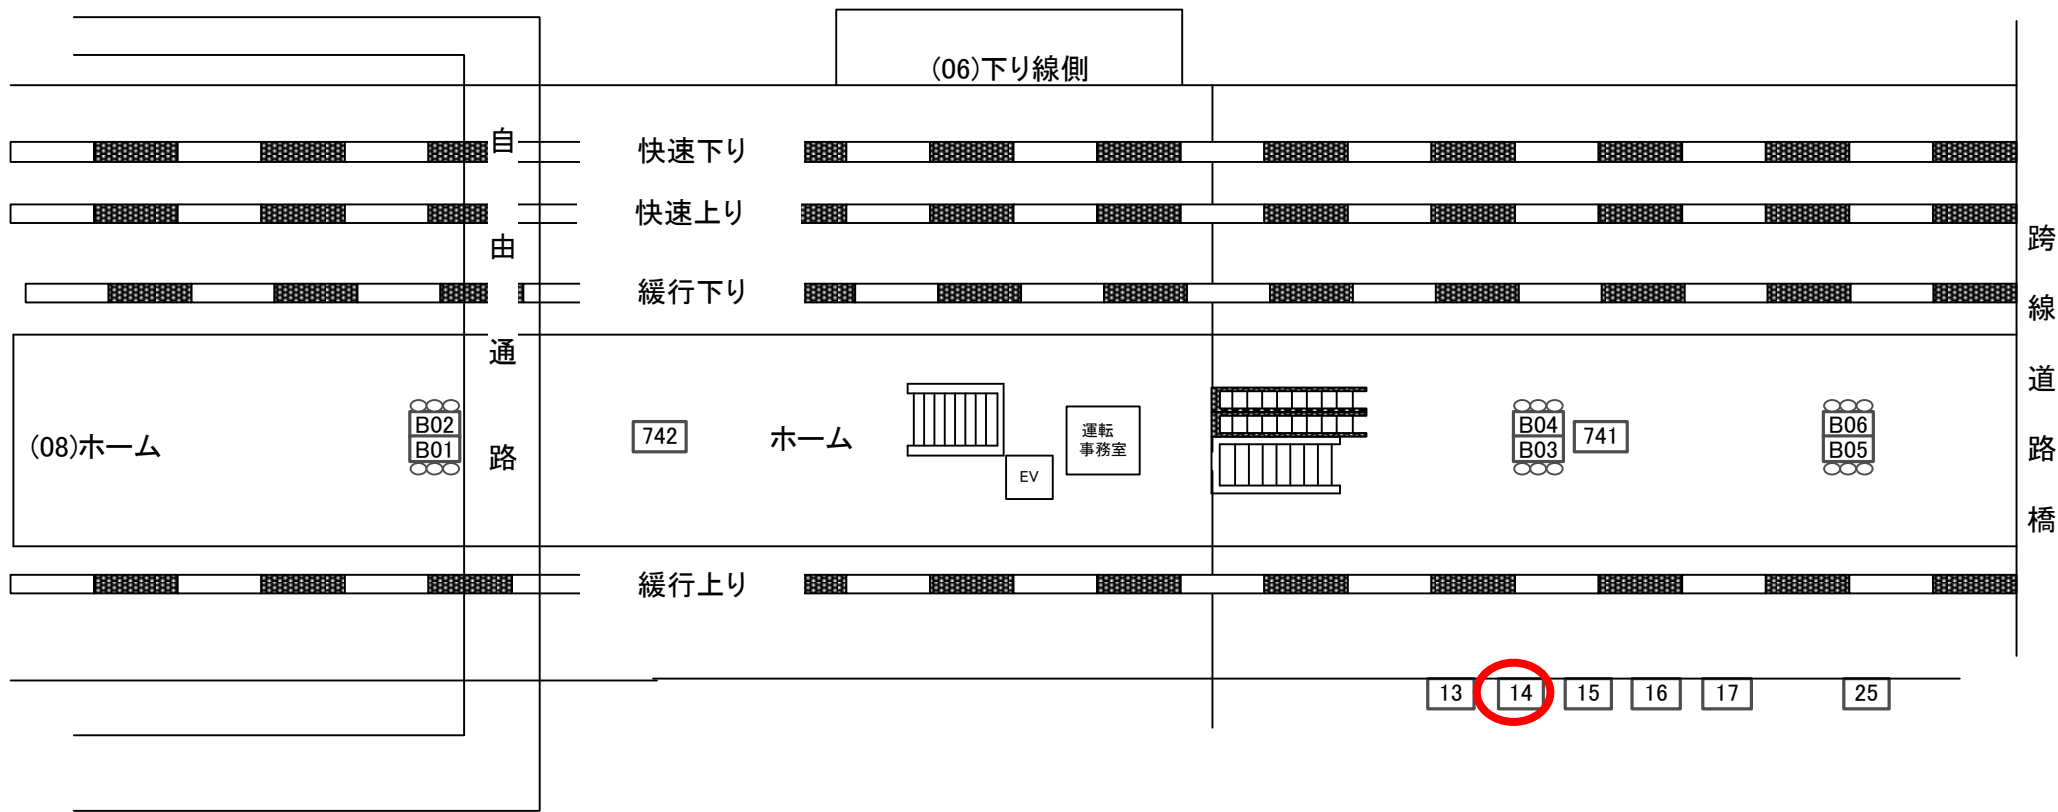 (06)下り線側
快速下り
快速上り
緩行下り
自由通路
跨線道路橋
(08)ホーム
B02
B01
742
ホーム
EV
運転
事務室
B04
B03
741
B06
B05
緩行上り
13
14
15
16
17
25